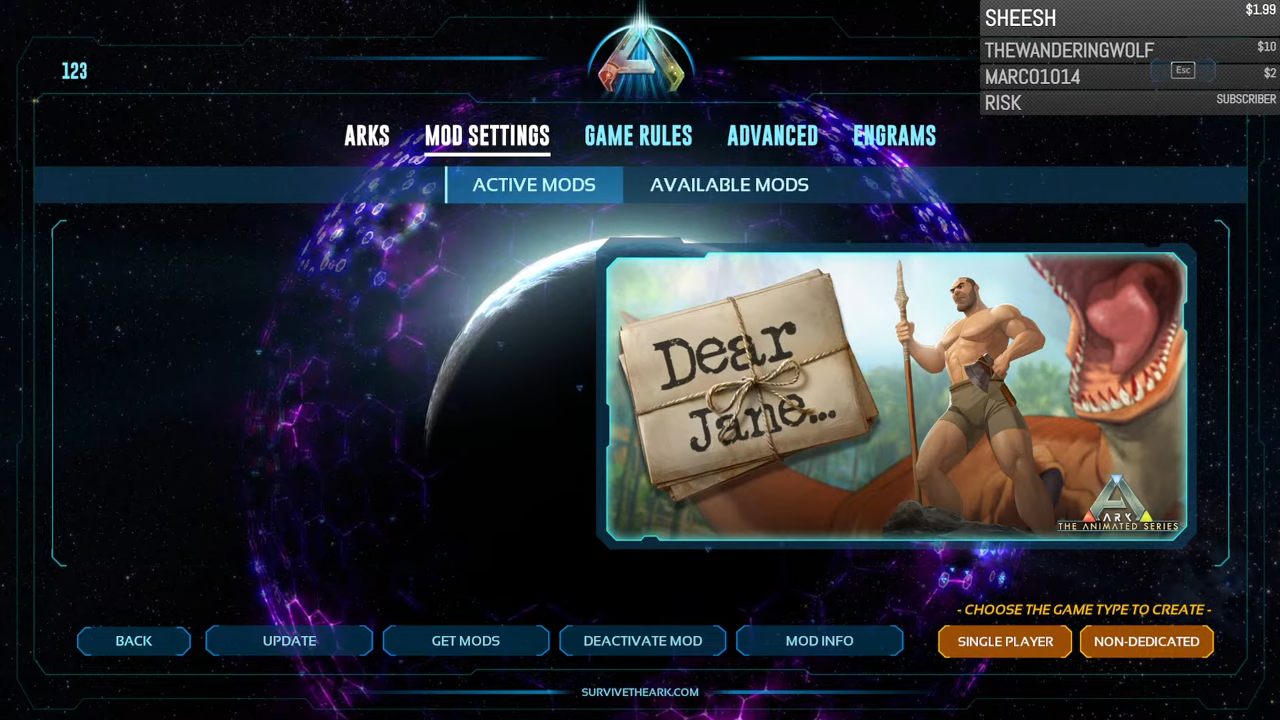 SHEESH $1.99
THEWANDERINGWOLF $10
MARCO1014 $2
RISK SUBSCRIBER
123
Esc
ARKS MOD SETTINGS GAME RULES ADVANCED ENGRAMS
ACTIVE MODS AVAILABLE MODS
Dear
Jane...
ARK
THE ANIMATED SERIES
- CHOOSE THE GAME TYPE TO CREATE -
BACK UPDATE GET MODS DEACTIVATE MOD MOD INFO SINGLE PLAYER NON-DEDICATED
SURVIVETHEARK.COM